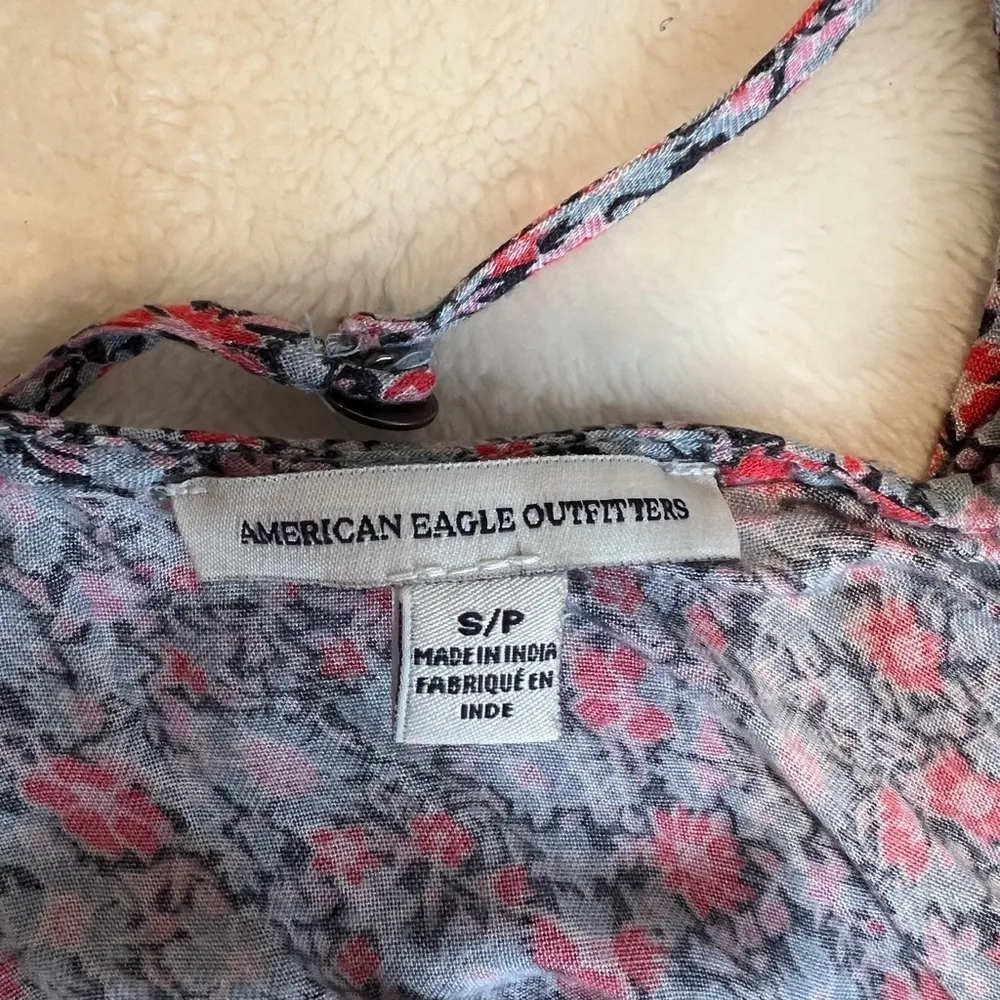 AMERICAN EAGLE OUTFITTERS
S/P
MADE IN INDIA
FABRIQUÉ EN
INDE